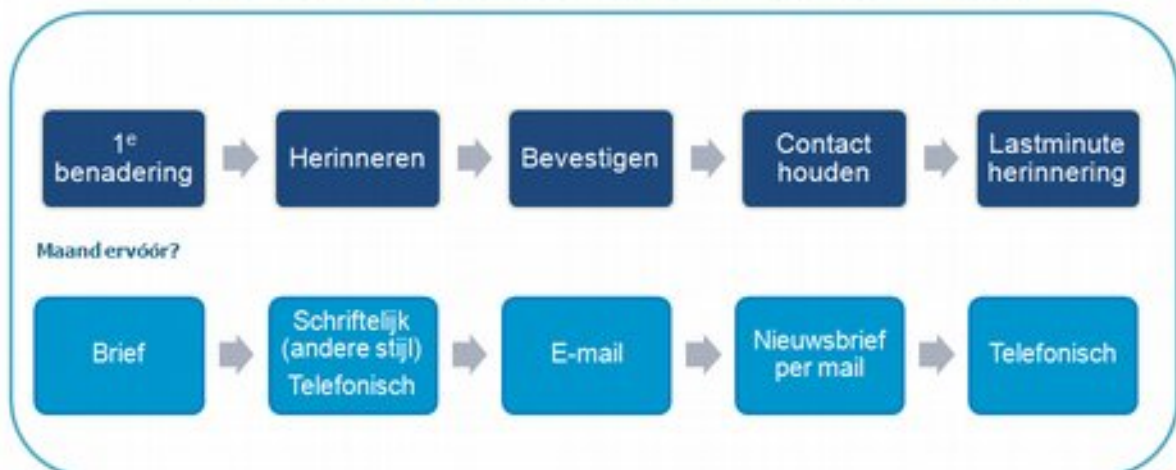 1e benadering
Herinneren
Bevestigen
Contact houden
Lastminute herinnering
Maand ervóór?
Brief
Schriftelijk (andere stijl)
Telefonisch
E-mail
Nieuwsbrief per mail
Telefonisch